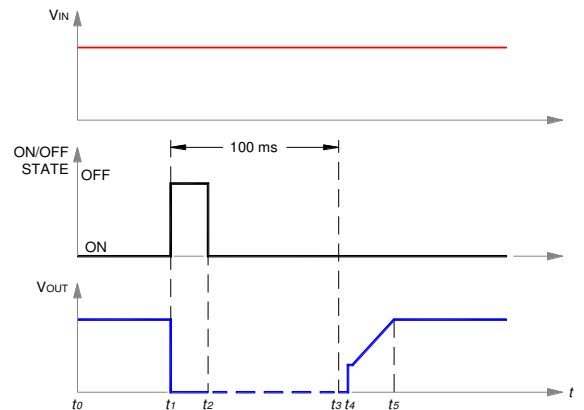 VIN
100 ms
ON/OFF
STATE
OFF
ON
VOUT
t
t0 t1 t2 t3 t4 t5